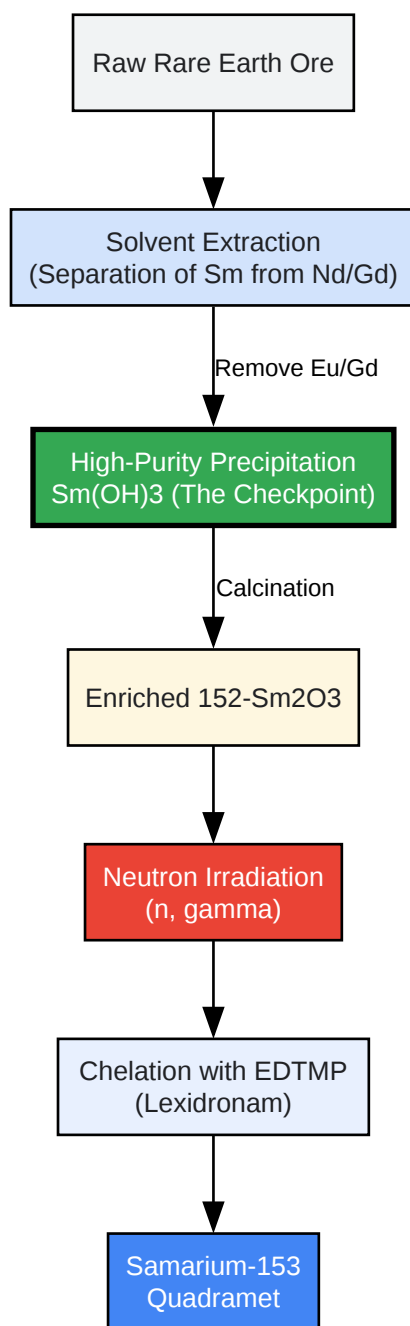 Raw Rare Earth Ore
Solvent Extraction
(Separation of Sm from Nd/Gd)
Remove Eu/Gd
High-Purity Precipitation
Sm(OH)3 (The Checkpoint)
Calcination
Enriched 152-Sm2O3
Neutron Irradiation
(n, gamma)
Chelation with EDTMP
(Lexidronam)
Samarium-153
Quadramet